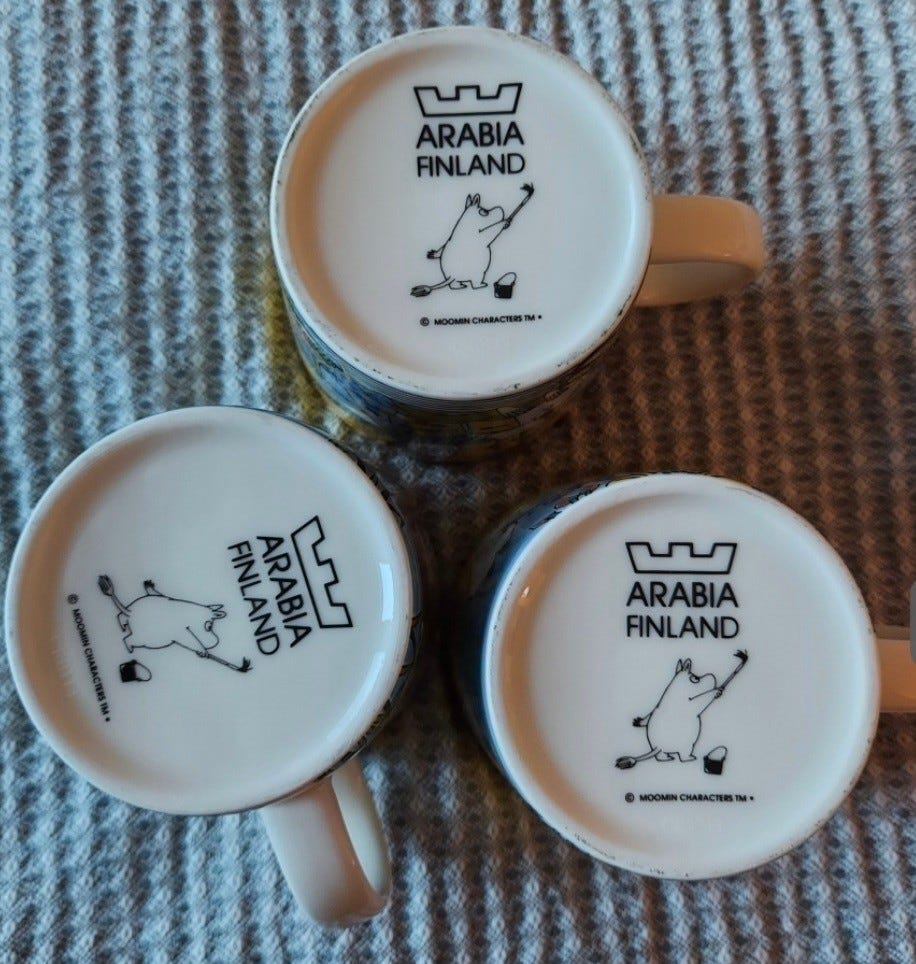 ARABIA
FINLAND
© MOOMIN CHARACTERS TM •
ARABIA
FINLAND
© MOOMIN CHARACTERS TM •
ARABIA
FINLAND
© MOOMIN CHARACTERS TM •